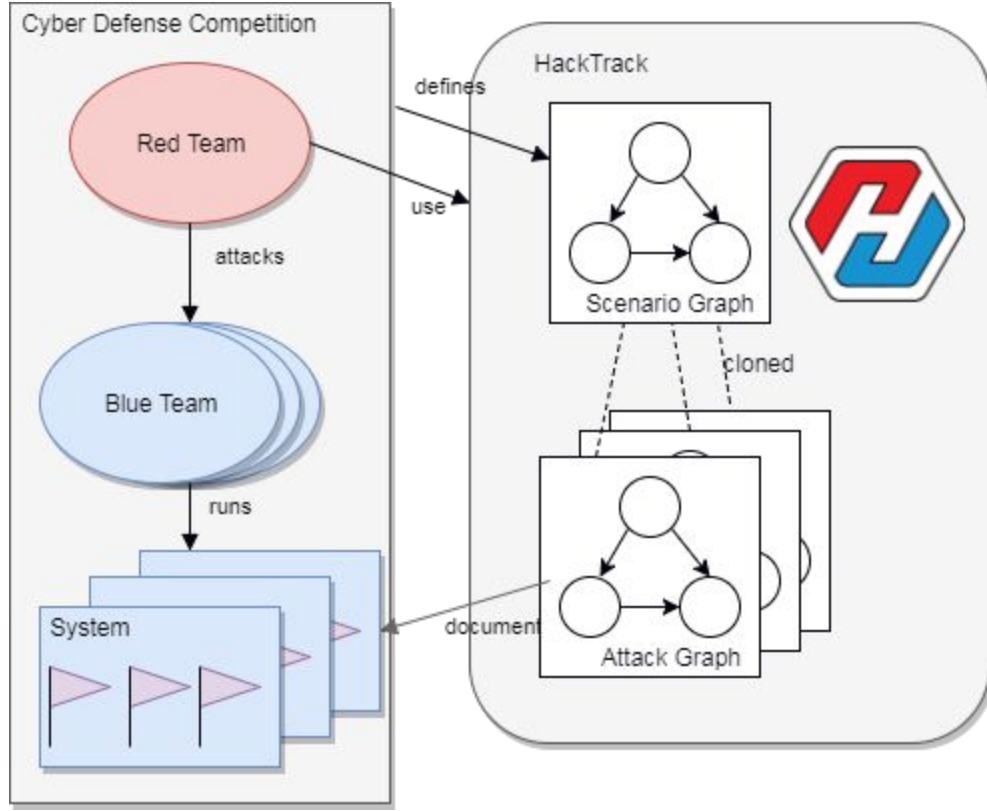 Cyber Defense Competition
Red Team
attacks
Blue Team
runs
System
defines
use
HackTrack
Scenario Graph
cloned
document
Attack Graph